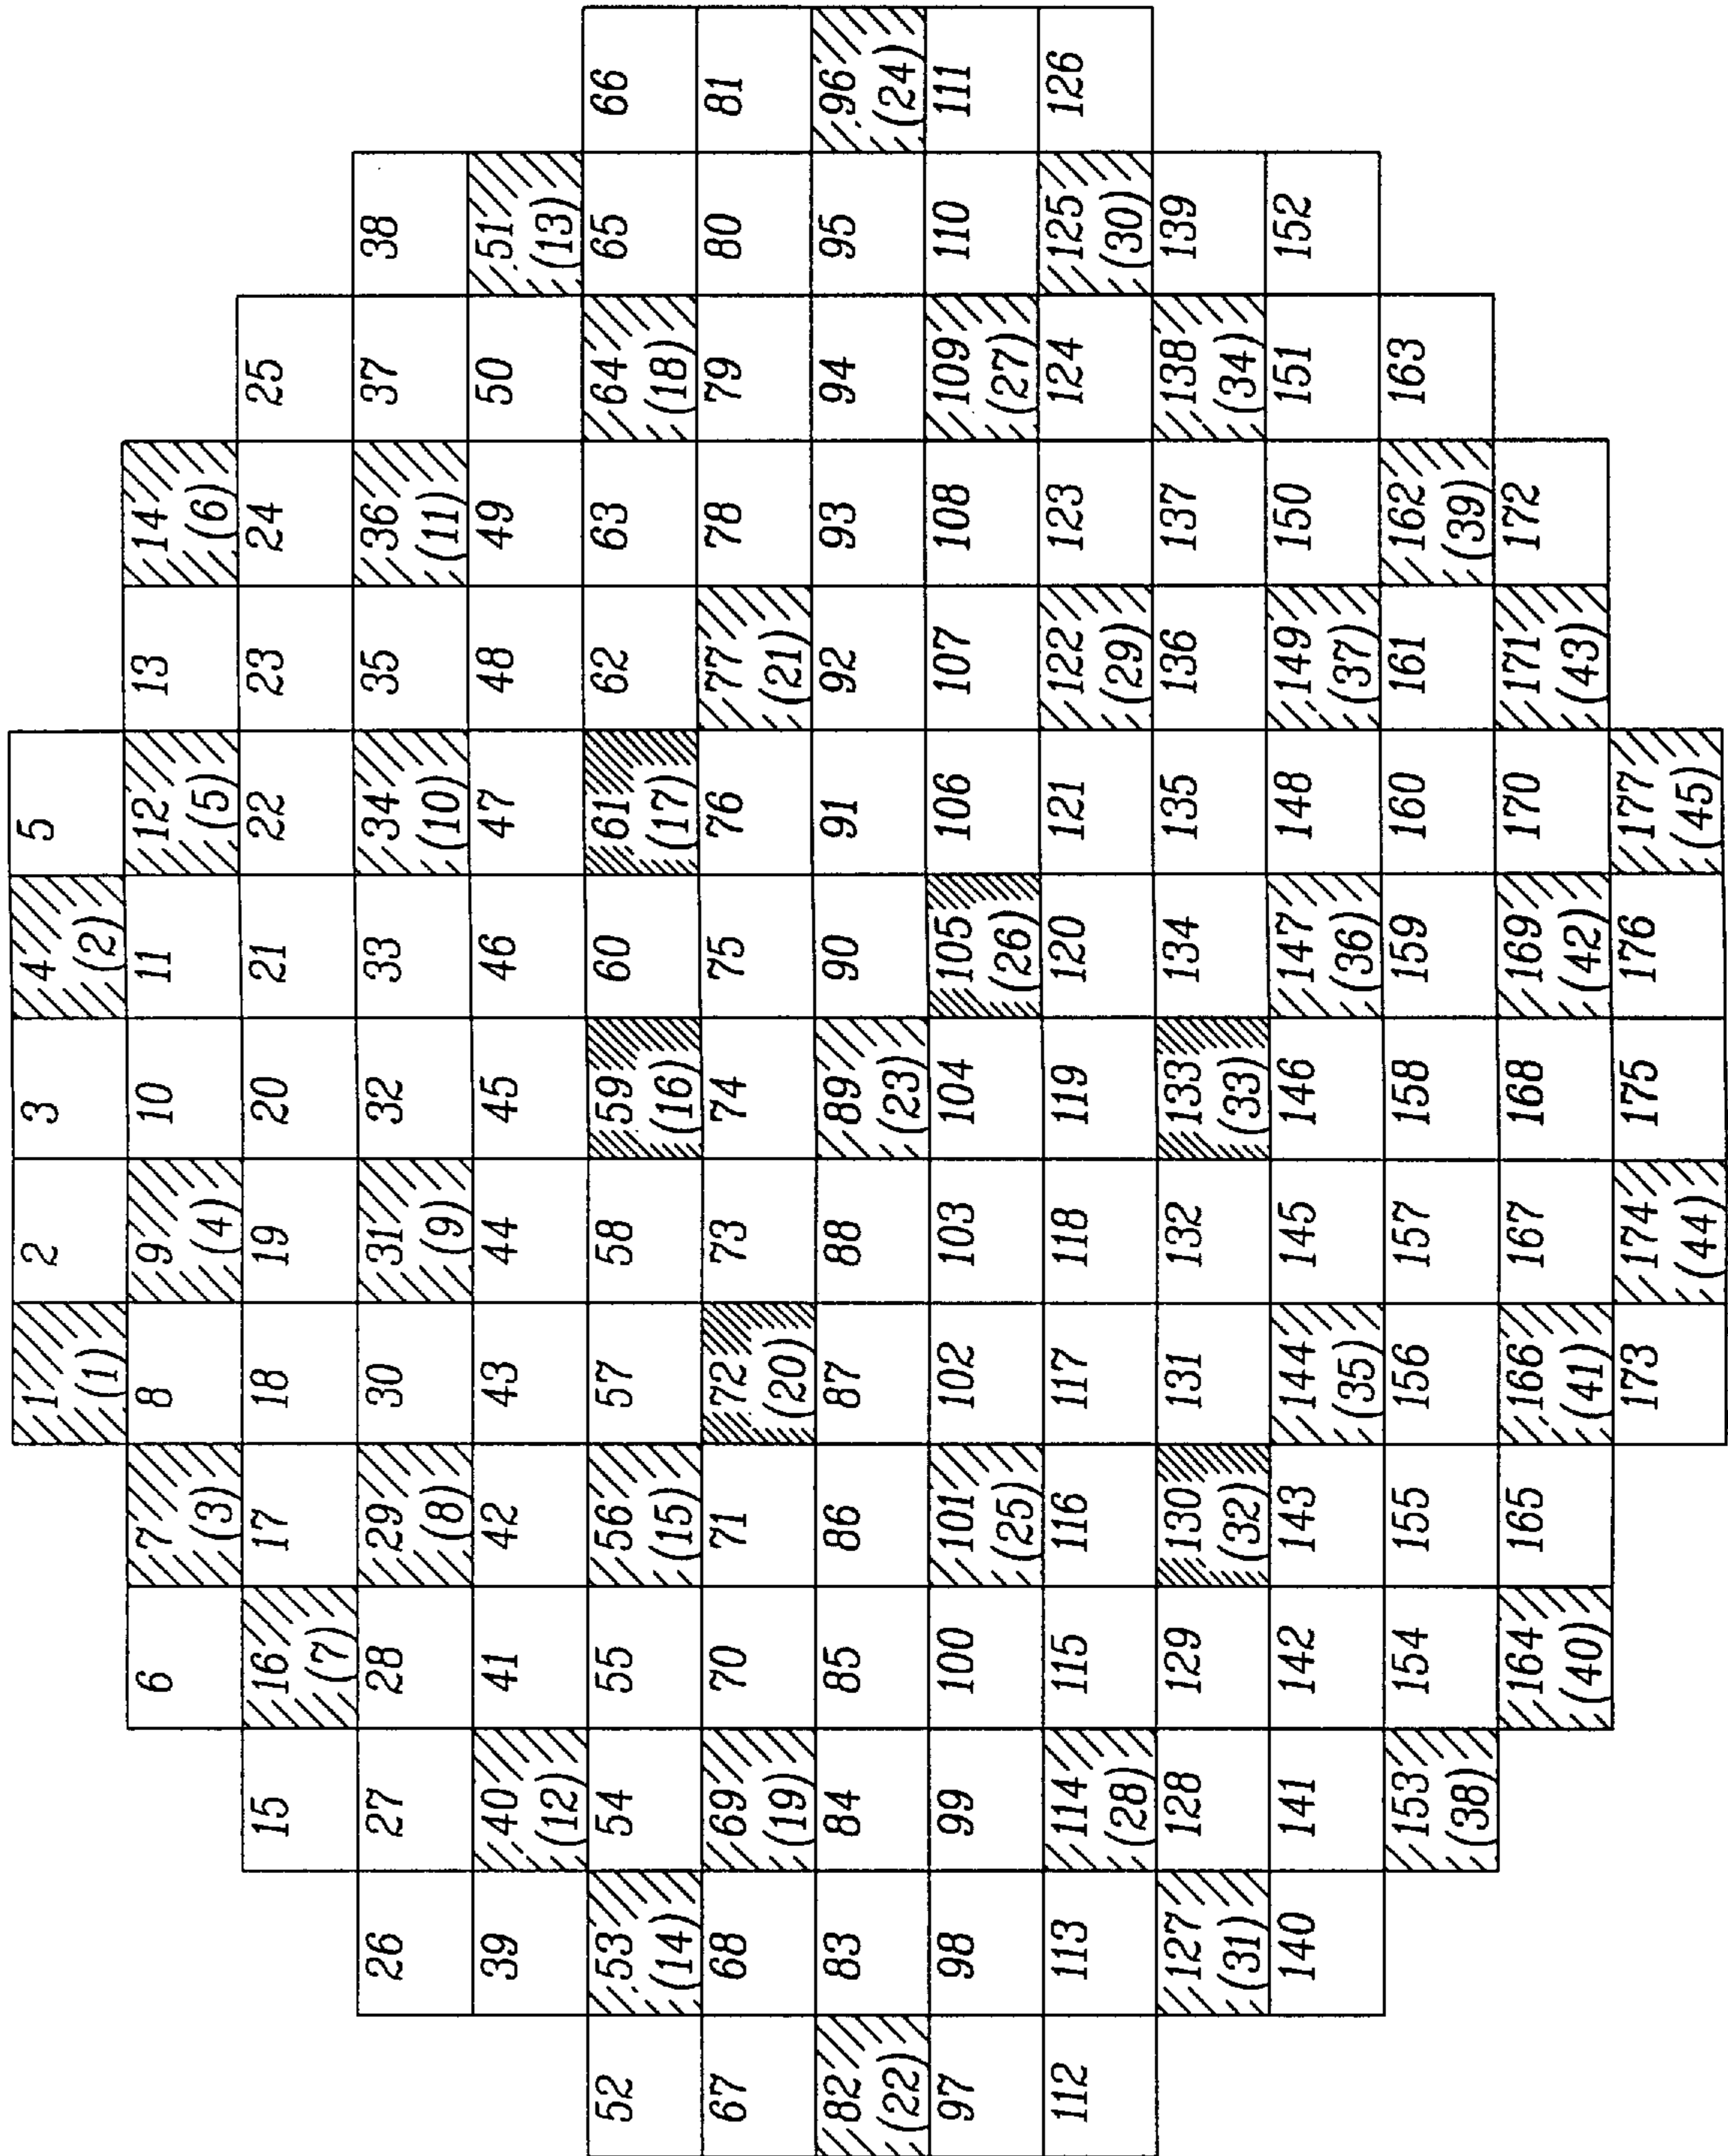 1 2 3 4 5
(1) (2)
6 7 8 9 10 11 12 13 14
(3) (4) (5) (6)
15 16 17 18 19 20 21 22 23 24 25
(7)
26 27 28 29 30 31 32 33 34 35 36 37 38
(8) (9) (10) (11)
39 40 41 42 43 44 45 46 47 48 49 50 51
(12) (13)
52 53 54 55 56 57 58 59 60 61 62 63 64 65 66
(14) (15) (16) (17) (18)
67 68 69 70 71 72 73 74 75 76 77 78 79 80 81
(19) (20) (21)
82 83 84 85 86 87 88 89 90 91 92 93 94 95 96
(22) (23) (24)
97 98 99 100 101 102 103 104 105 106 107 108 109 110 111
(25) (26) (27)
112 113 114 115 116 117 118 119 120 121 122 123 124 125 126
(28) (29) (30)
127 128 129 130 131 132 133 134 135 136 137 138 139
(31) (32) (33) (34)
140 141 142 143 144 145 146 147 148 149 150 151 152
(35) (36) (37)
153 154 155 156 157 158 159 160 161 162 163
(38) (39)
164 165 166 167 168 169 170 171 172
(40) (41) (42) (43)
173 174 175 176 177
(44) (45)